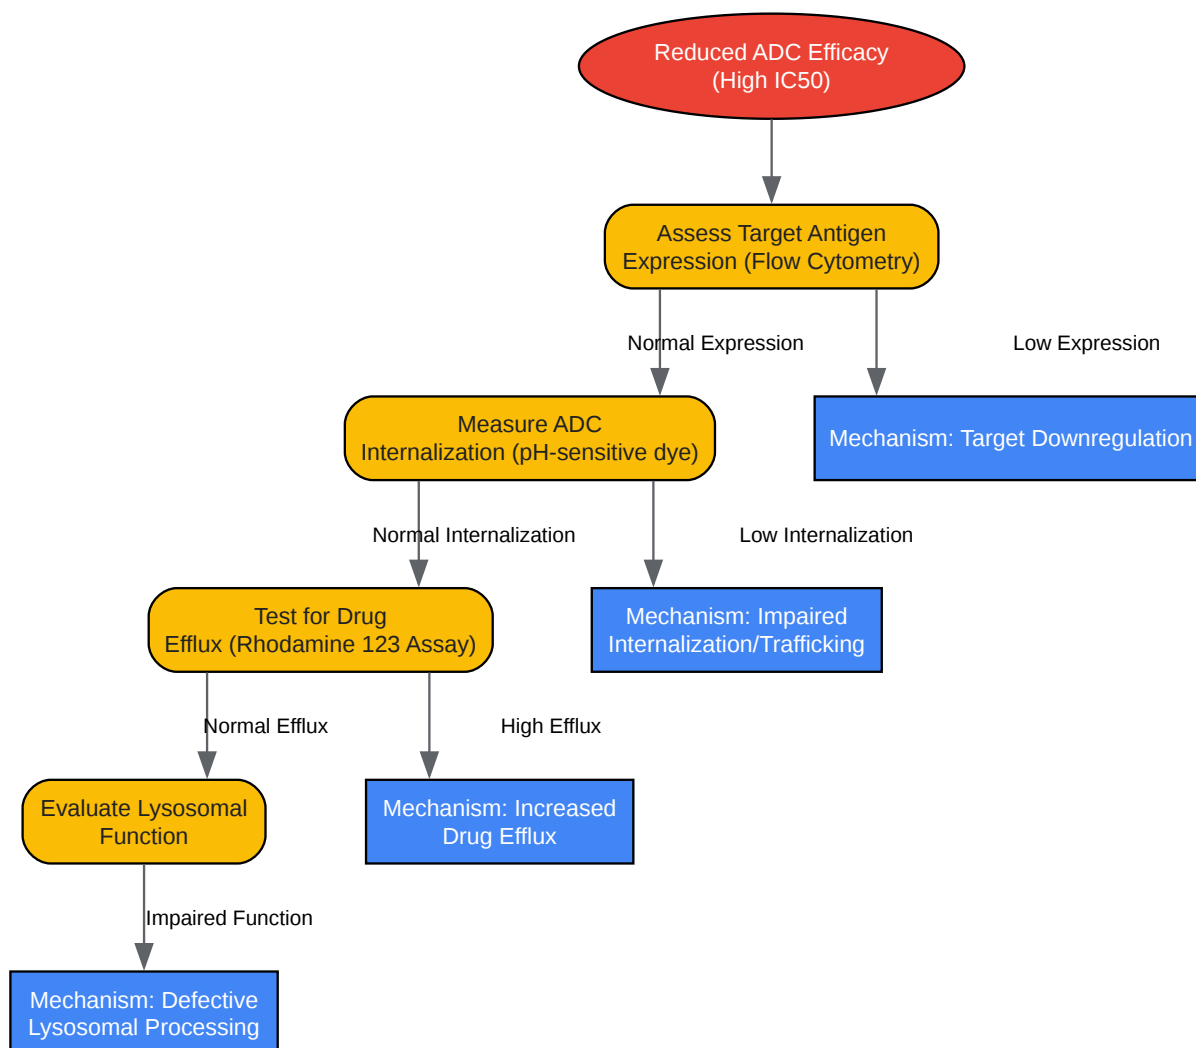 Reduced ADC Efficacy
(High IC50)
Assess Target Antigen
Expression (Flow Cytometry)
Normal Expression
Low Expression
Measure ADC
Internalization (pH-sensitive dye)
Mechanism: Target Downregulation
Normal Internalization
Low Internalization
Test for Drug
Efflux (Rhodamine 123 Assay)
Mechanism: Impaired
Internalization/Trafficking
Normal Efflux
High Efflux
Evaluate Lysosomal
Function
Mechanism: Increased
Drug Efflux
Impaired Function
Mechanism: Defective
Lysosomal Processing